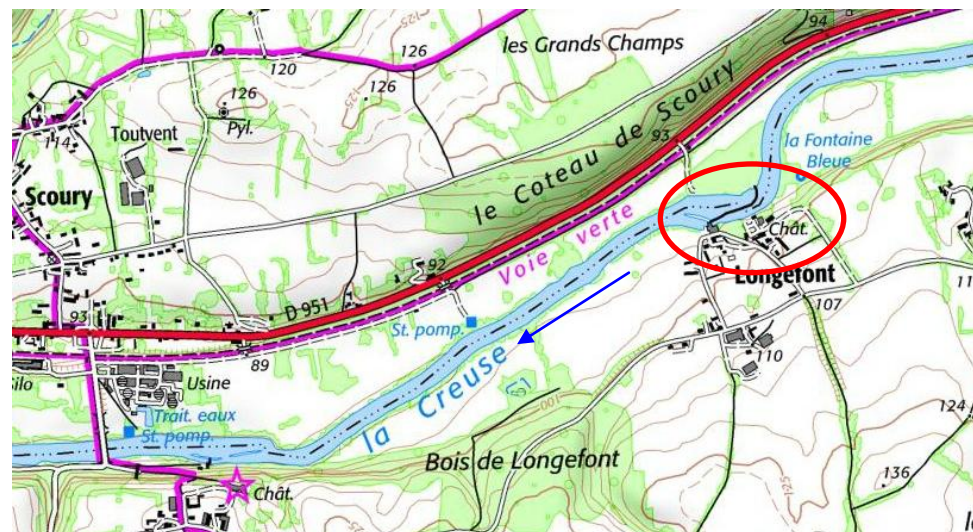 94
126
les Grands Champs
120
126
126
Pyl.
Toutvent
114
93
la Fontaine
Bleue
Scoury
le Coteau de Scoury
Chât.
Voie verte
92
Longefont
D 951
107
93
St. pomp.
89
110
Usine
la Creuse
100
124
Trait. eaux
St. pomp.
Bois de Longefont
136
Chât.